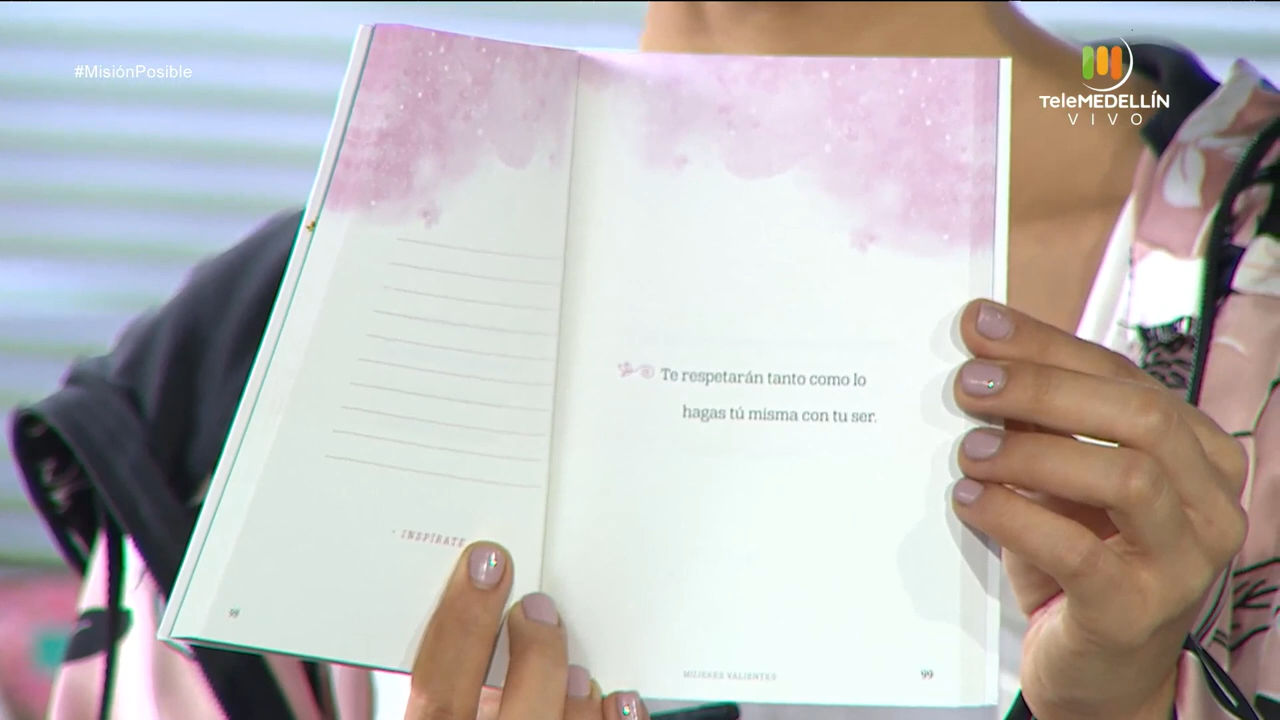 #MisiónPosible
TeleMEDELLÍN
VIVO
Te respetarán tanto como lo
hagas tú misma con tu ser.
· INSPÍRATE
98
MUJERES VALIENTES
99